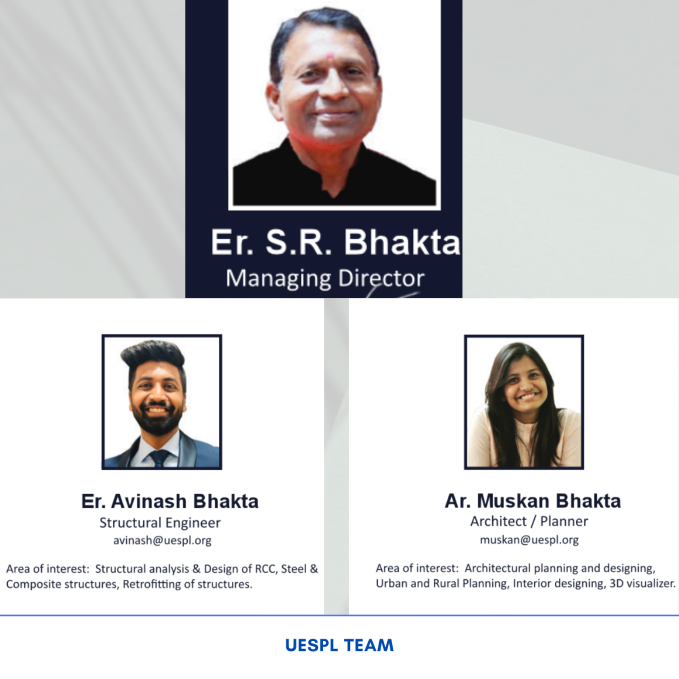 Er. S.R. Bhakta
Managing Director
Er. Avinash Bhakta
Structural Engineer
avinash@uespl.org
Area of interest: Structural analysis & Design of RCC, Steel &
Composite structures, Retrofitting of structures.
Ar. Muskan Bhakta
Architect / Planner
muskan@uespl.org
Area of interest: Architectural planning and designing,
Urban and Rural Planning, Interior designing, 3D visualizer.
UESPL TEAM